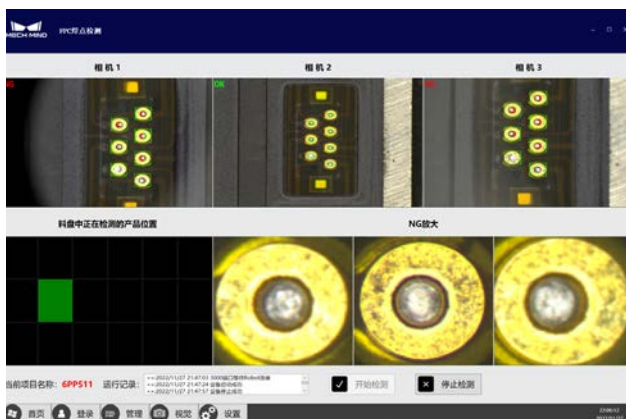 MECH MIND FPC焊点检测
相机 1 相机 2 相机 3
NG OK NG
料盘中正在检测的产品位置 NG放大
当前项目名称: 6PPS11 运行记录:
开始检测 停止检测
首页 登录 管理 视觉 设置